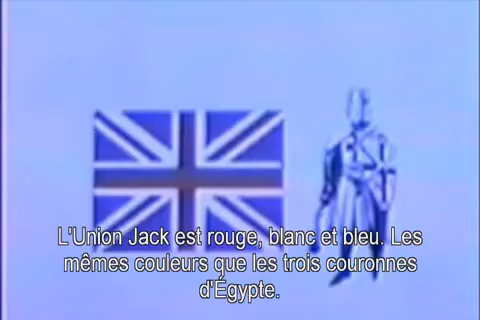 L'Union Jack est rouge, blanc et bleu. Les
mêmes couleurs que les trois couronnes
d'Égypte.